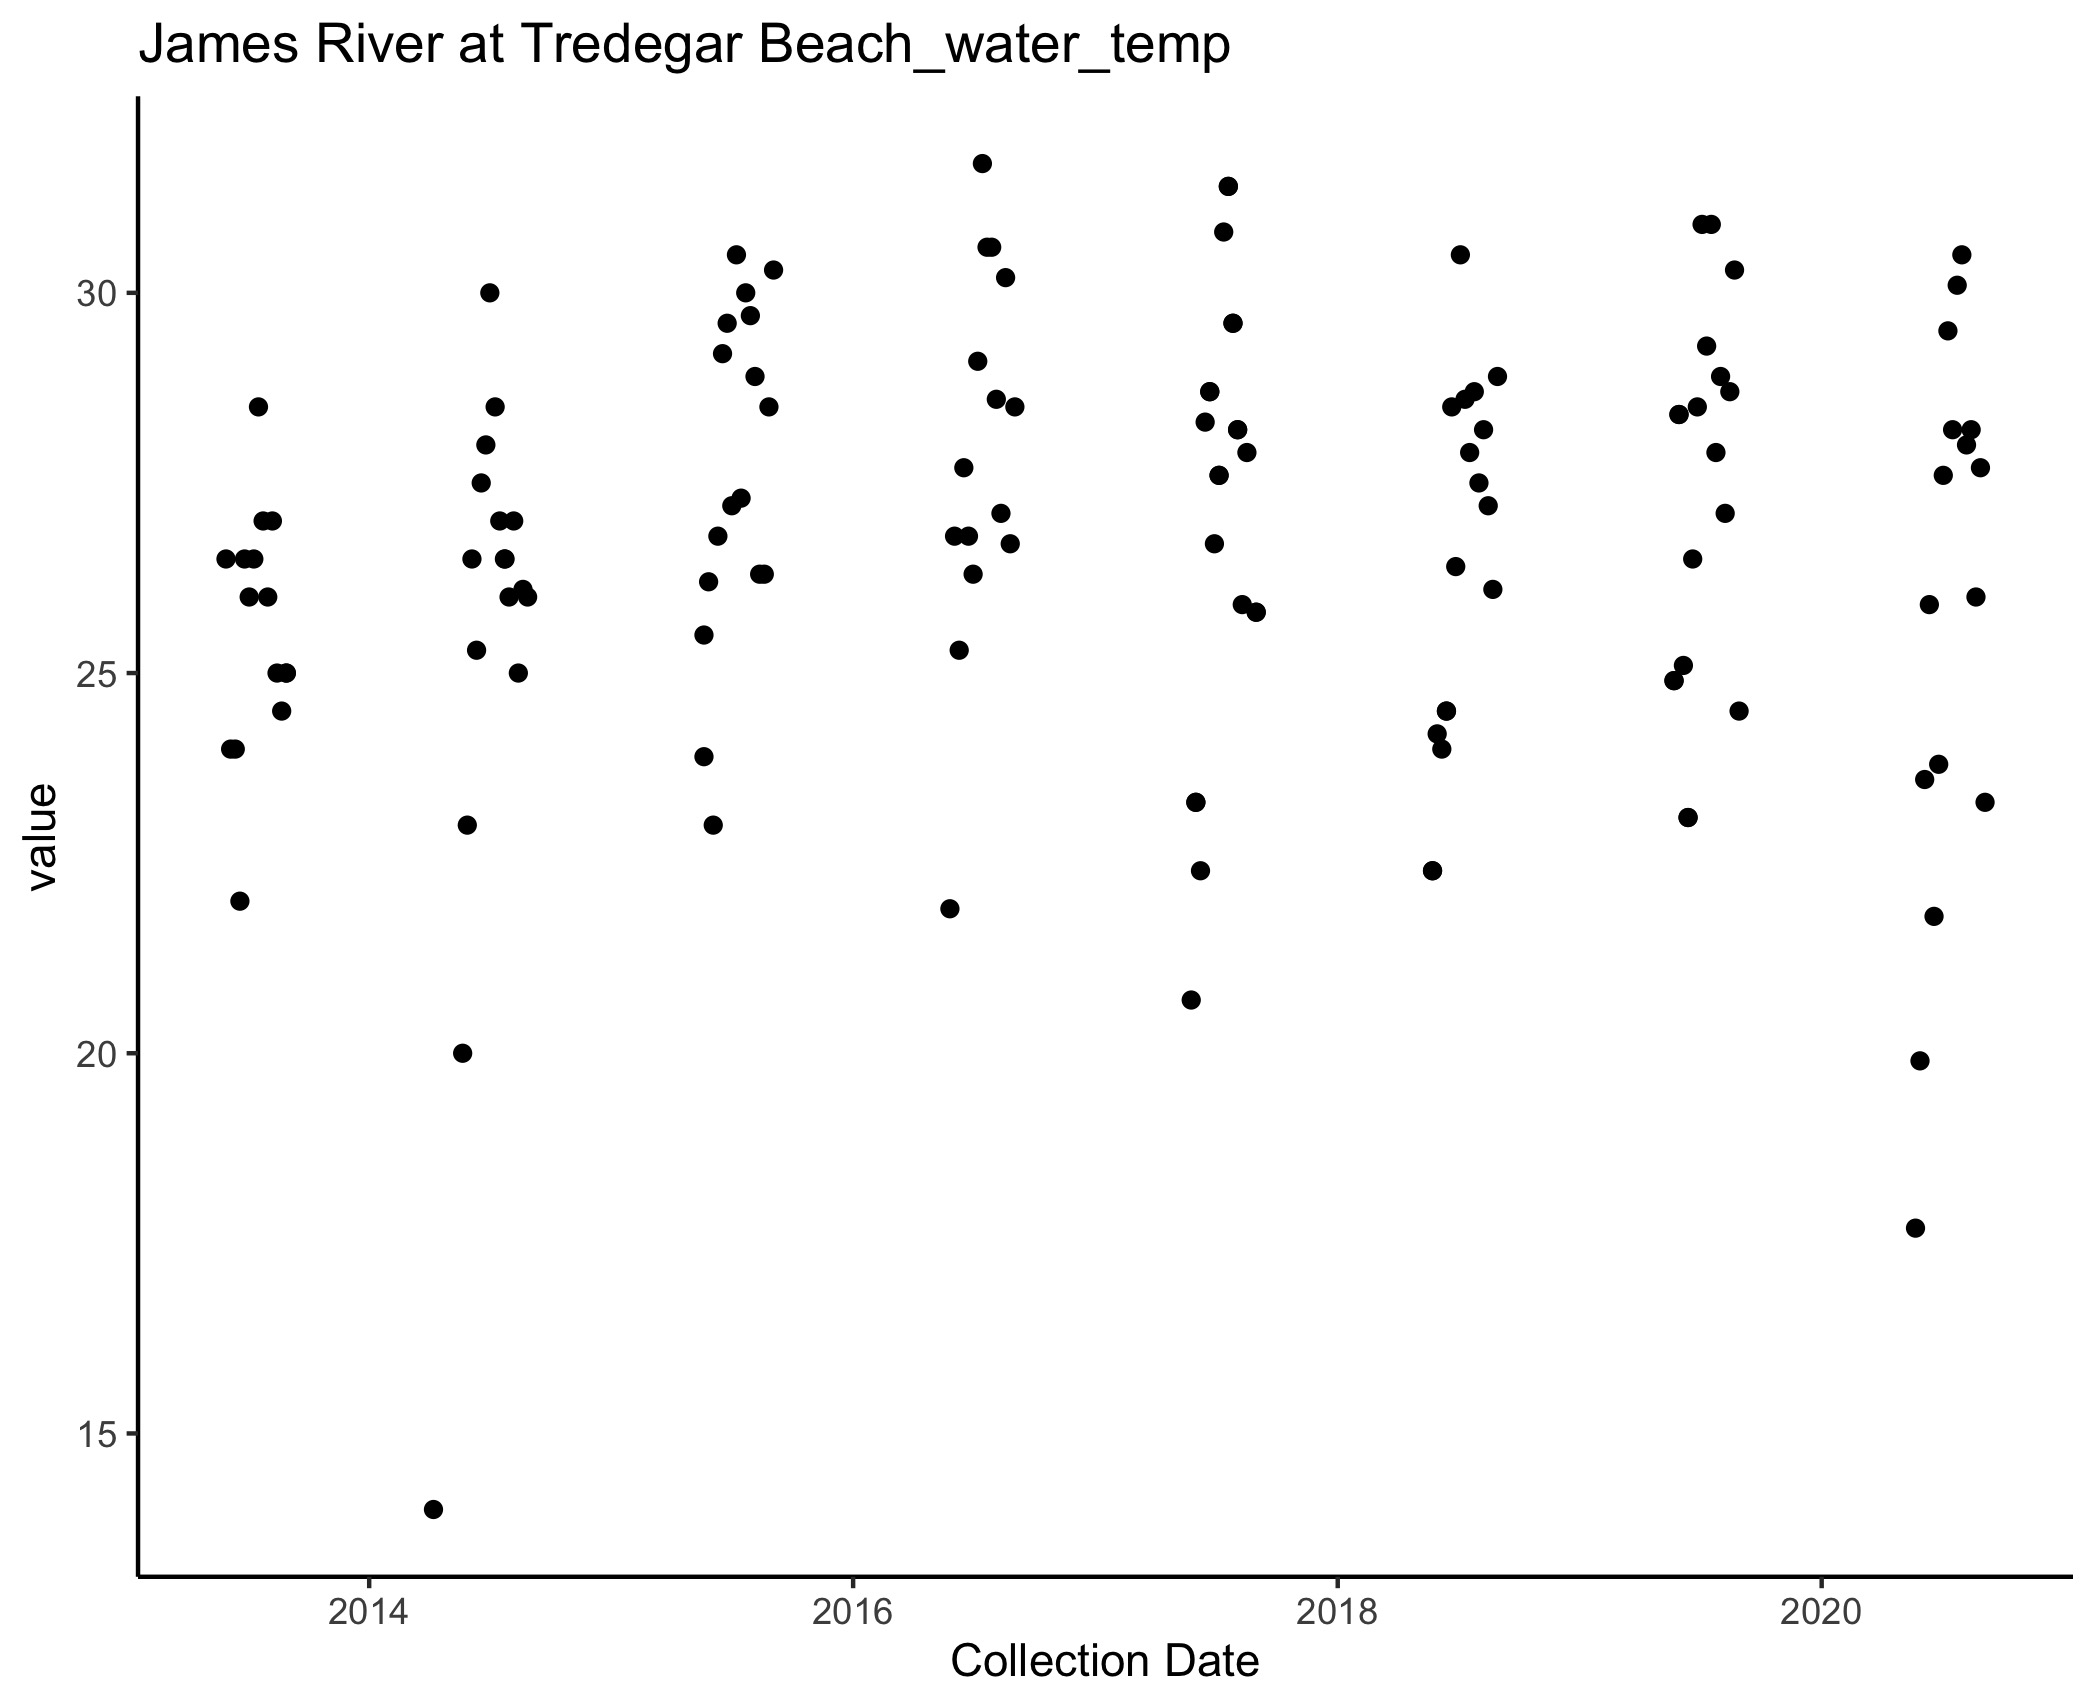 James River at Tredegar Beach_water_temp
30
25
20
15
value
2014 2016 2018 2020
Collection Date